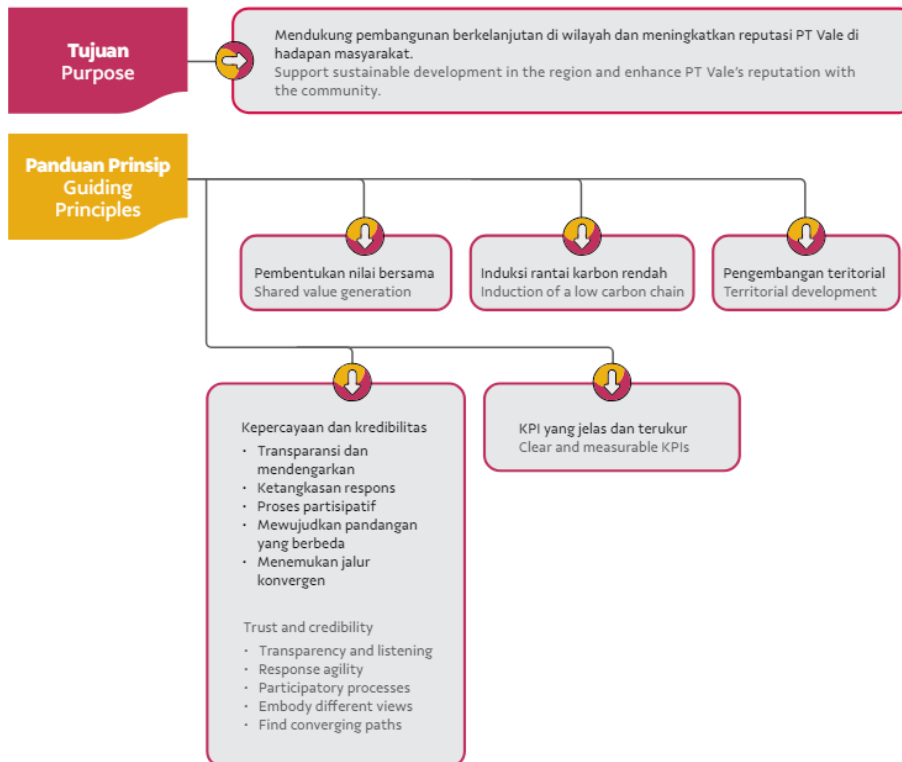 Tujuan
Purpose
Mendukung pembangunan berkelanjutan di wilayah dan meningkatkan reputasi PT Vale di
hadapan masyarakat.
Support sustainable development in the region and enhance PT Vale's reputation with
the community.
Panduan Prinsip
Guiding
Principles
Pembentukan nilai bersama
Shared value generation
Induksi rantai karbon rendah
Induction of a low carbon chain
Pengembangan teritorial
Territorial development
Kepercayaan dan kredibilitas
• Transparansi dan
mendengarkan
• Ketangkasan respons
• Proses partisipatif
• Mewujudkan pandangan
yang berbeda
• Menemukan jalur
konvergen
Trust and credibility
• Transparency and listening
• Response agility
• Participatory processes
• Embody different views
• Find converging paths
KPI yang jelas dan terukur
Clear and measurable KPIs